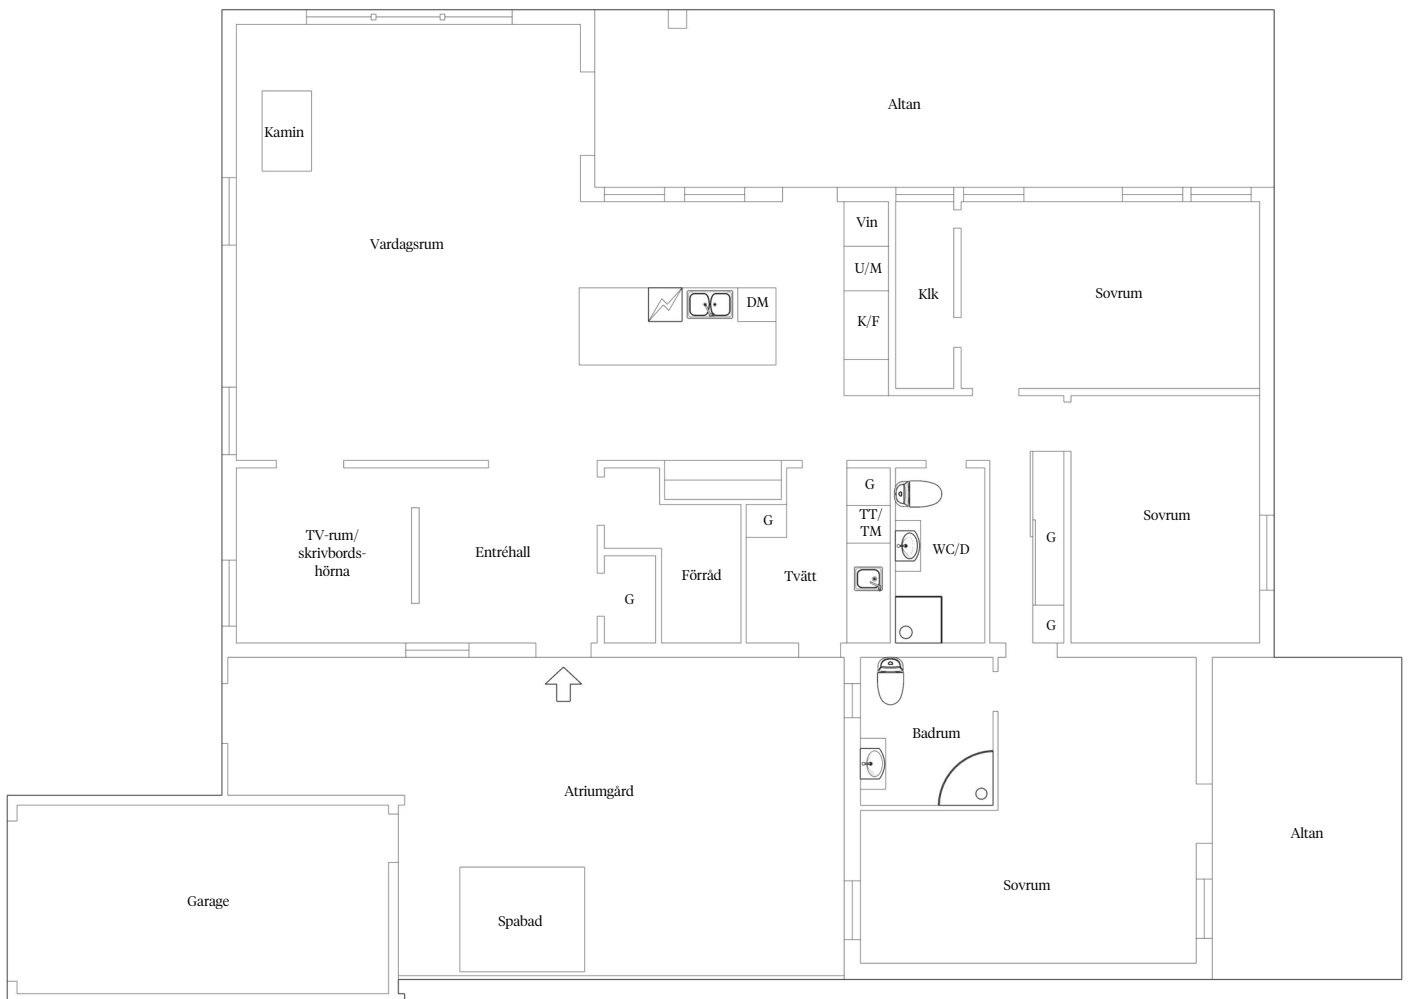 Altan
Kamin
Vardagsrum
Vin
U/M
K/F
Klk
Sovrum
DM
G
TT/
TM
G
WC/D
Sovrum
G
TV-rum/
skrivbords-
hörna
Entréhall
Förråd
Tvätt
G
G
Badrum
Atriumgård
Altan
Sovrum
Garage
Spabad